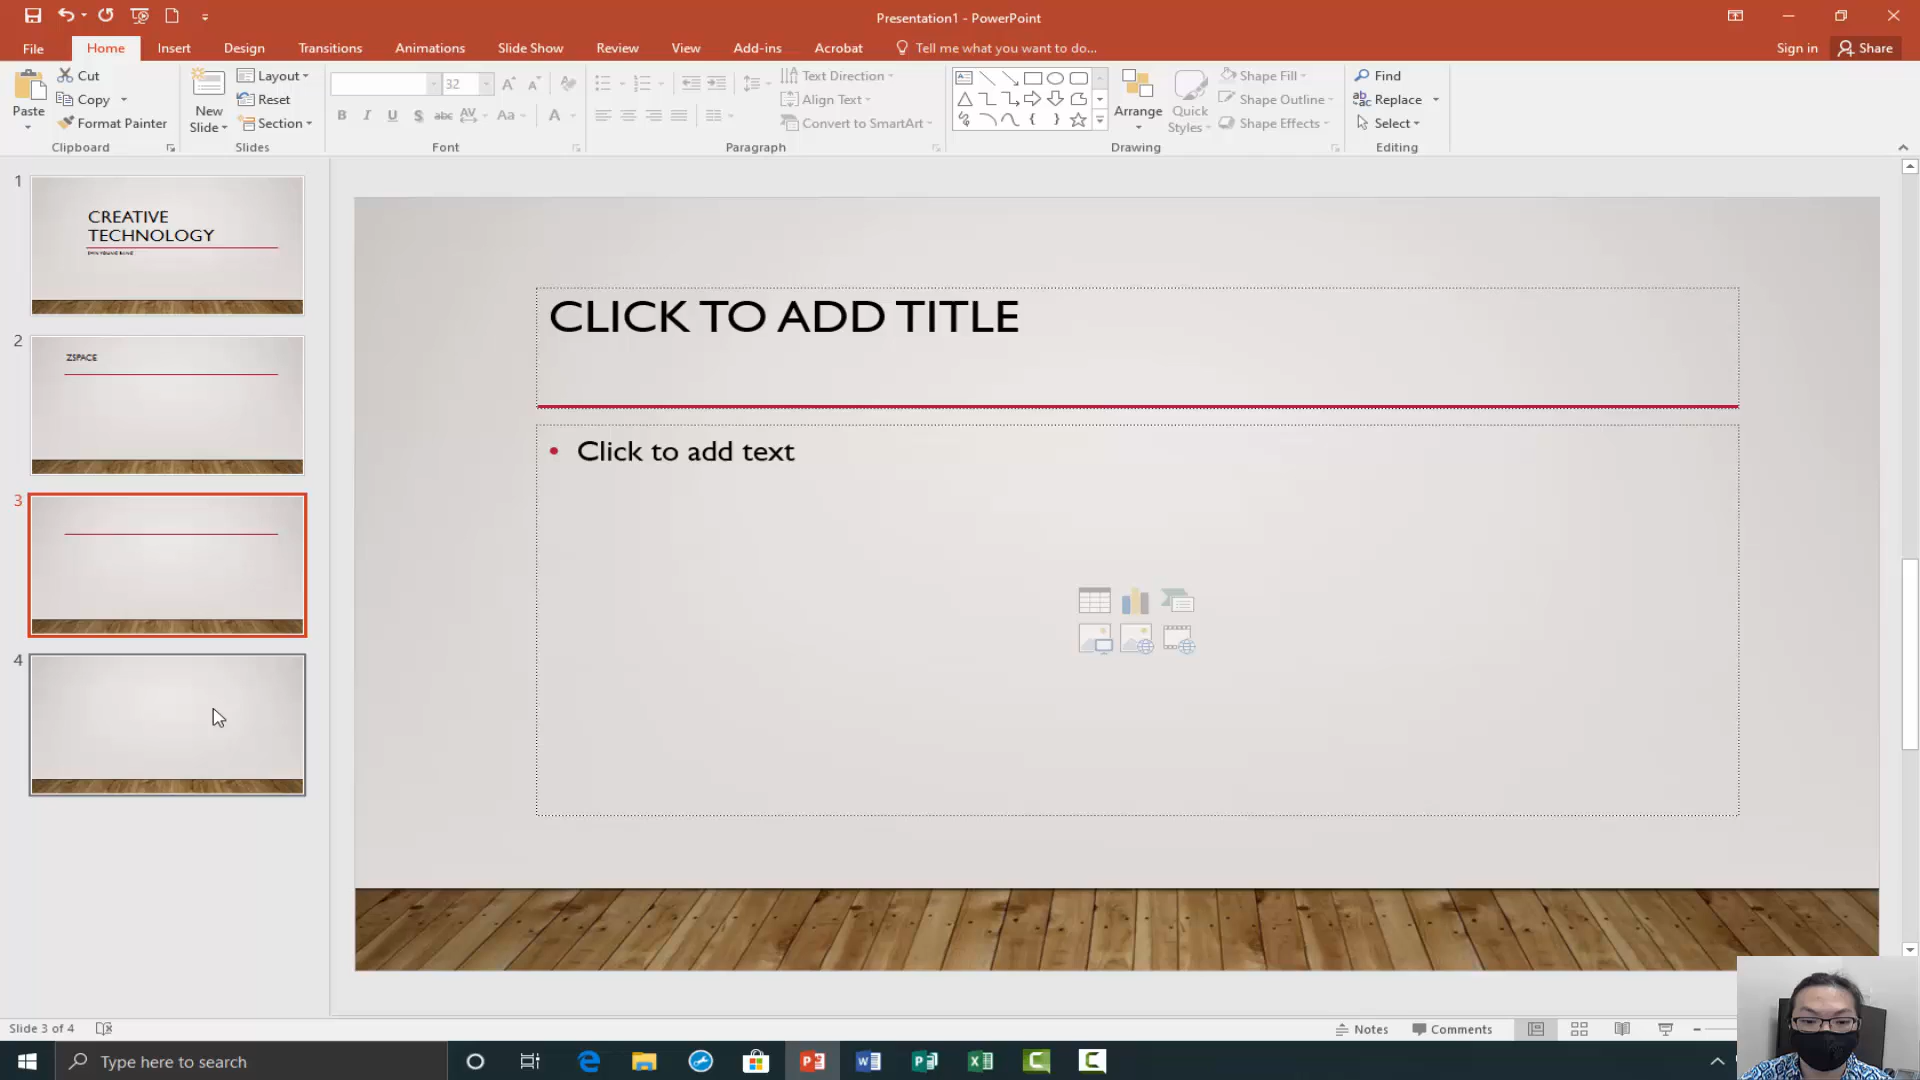 Presentation1 - PowerPoint
File Home Insert Design Transitions Animations Slide Show Review View Add-ins Acrobat Tell me what you want to do... Sign in Share
Paste
Cut
Copy
Format Painter
Clipboard
New
Slide
Layout
Reset
Section
Slides
32
B I U S abc AV Aa A
Font
Text Direction
Align Text
Convert to SmartArt
Paragraph
Arrange
Quick
Styles
Shape Fill
Shape Outline
Shape Effects
Drawing
Find
Replace
Select
Editing
1
CREATIVE
TECHNOLOGY
2
ZSPACE
3
4
CLICK TO ADD TITLE
• Click to add text
Slide 3 of 4
Notes Comments
Type here to search